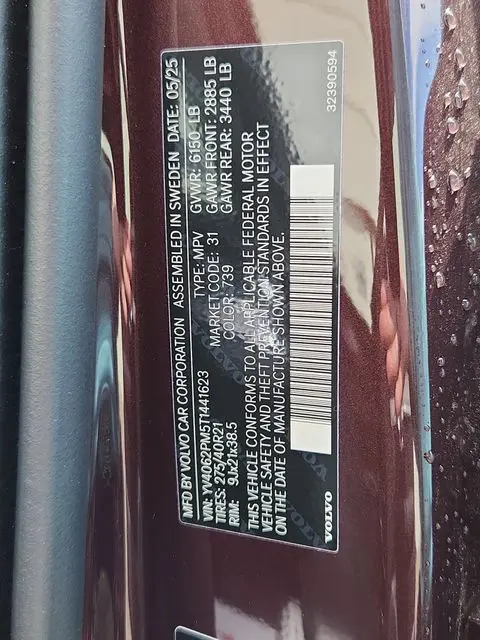 MFD BY VOLVO CAR CORPORATION ASSEMBLED IN SWEDEN DATE: 05/25
VIN: YV4062PM5T1441623 TYPE: MPV GVWR: 6150 LB
TIRES: 275/40R21 MARKET CODE: 31 GAWR FRONT: 2885 LB
RIM: 9Jx21x38.5 COLOR: 739 GAWR REAR: 3440 LB
THIS VEHICLE CONFORMS TO ALL APPLICABLE FEDERAL MOTOR
VEHICLE SAFETY AND THEFT PREVENTION STANDARDS IN EFFECT
ON THE DATE OF MANUFACTURE SHOWN ABOVE.
VOLVO 32390594